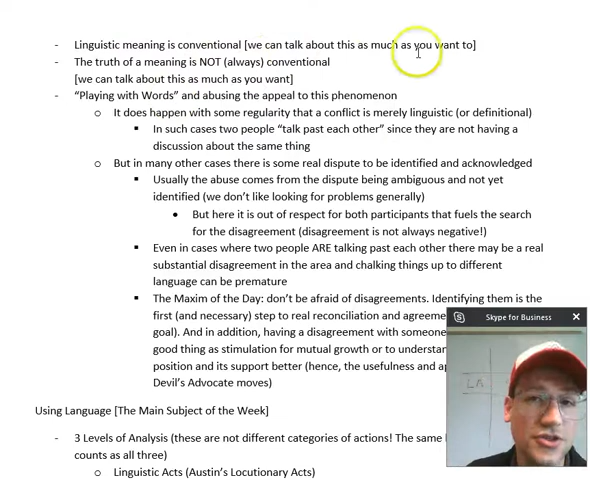 - Linguistic meaning is conventional [we can talk about this as much as you want to]
- The truth of a meaning is NOT (always) conventional
[we can talk about this as much as you want]
- “Playing with Words” and abusing the appeal to this phenomenon
o It does happen with some regularity that a conflict is merely linguistic (or definitional)
▪ In such cases two people “talk past each other” since they are not having a
discussion about the same thing
o But in many other cases there is some real dispute to be identified and acknowledged
▪ Usually the abuse comes from the dispute being ambiguous and not yet
identified (we don’t like looking for problems generally)
• But here it is out of respect for both participants that fuels the search
for the disagreement (disagreement is not always negative!)
▪ Even in cases where two people ARE talking past each other there may be a real
substantial disagreement in the area and chalking things up to different
language can be premature
▪ The Maxim of the Day: don’t be afraid of disagreements. Identifying them is the
first (and necessary) step to real reconciliation and
goal). And in addition, having a disagreement with
good thing as stimulation for mutual growth or to
position and its support better (hence, the usefulness and
Devil’s Advocate moves)
Skype for Business
LA
Using Language [The Main Subject of the Week]
- 3 Levels of Analysis (these are not different categories of actions! The same
counts as all three)
o Linguistic Acts (Austin’s Locutionary Acts)